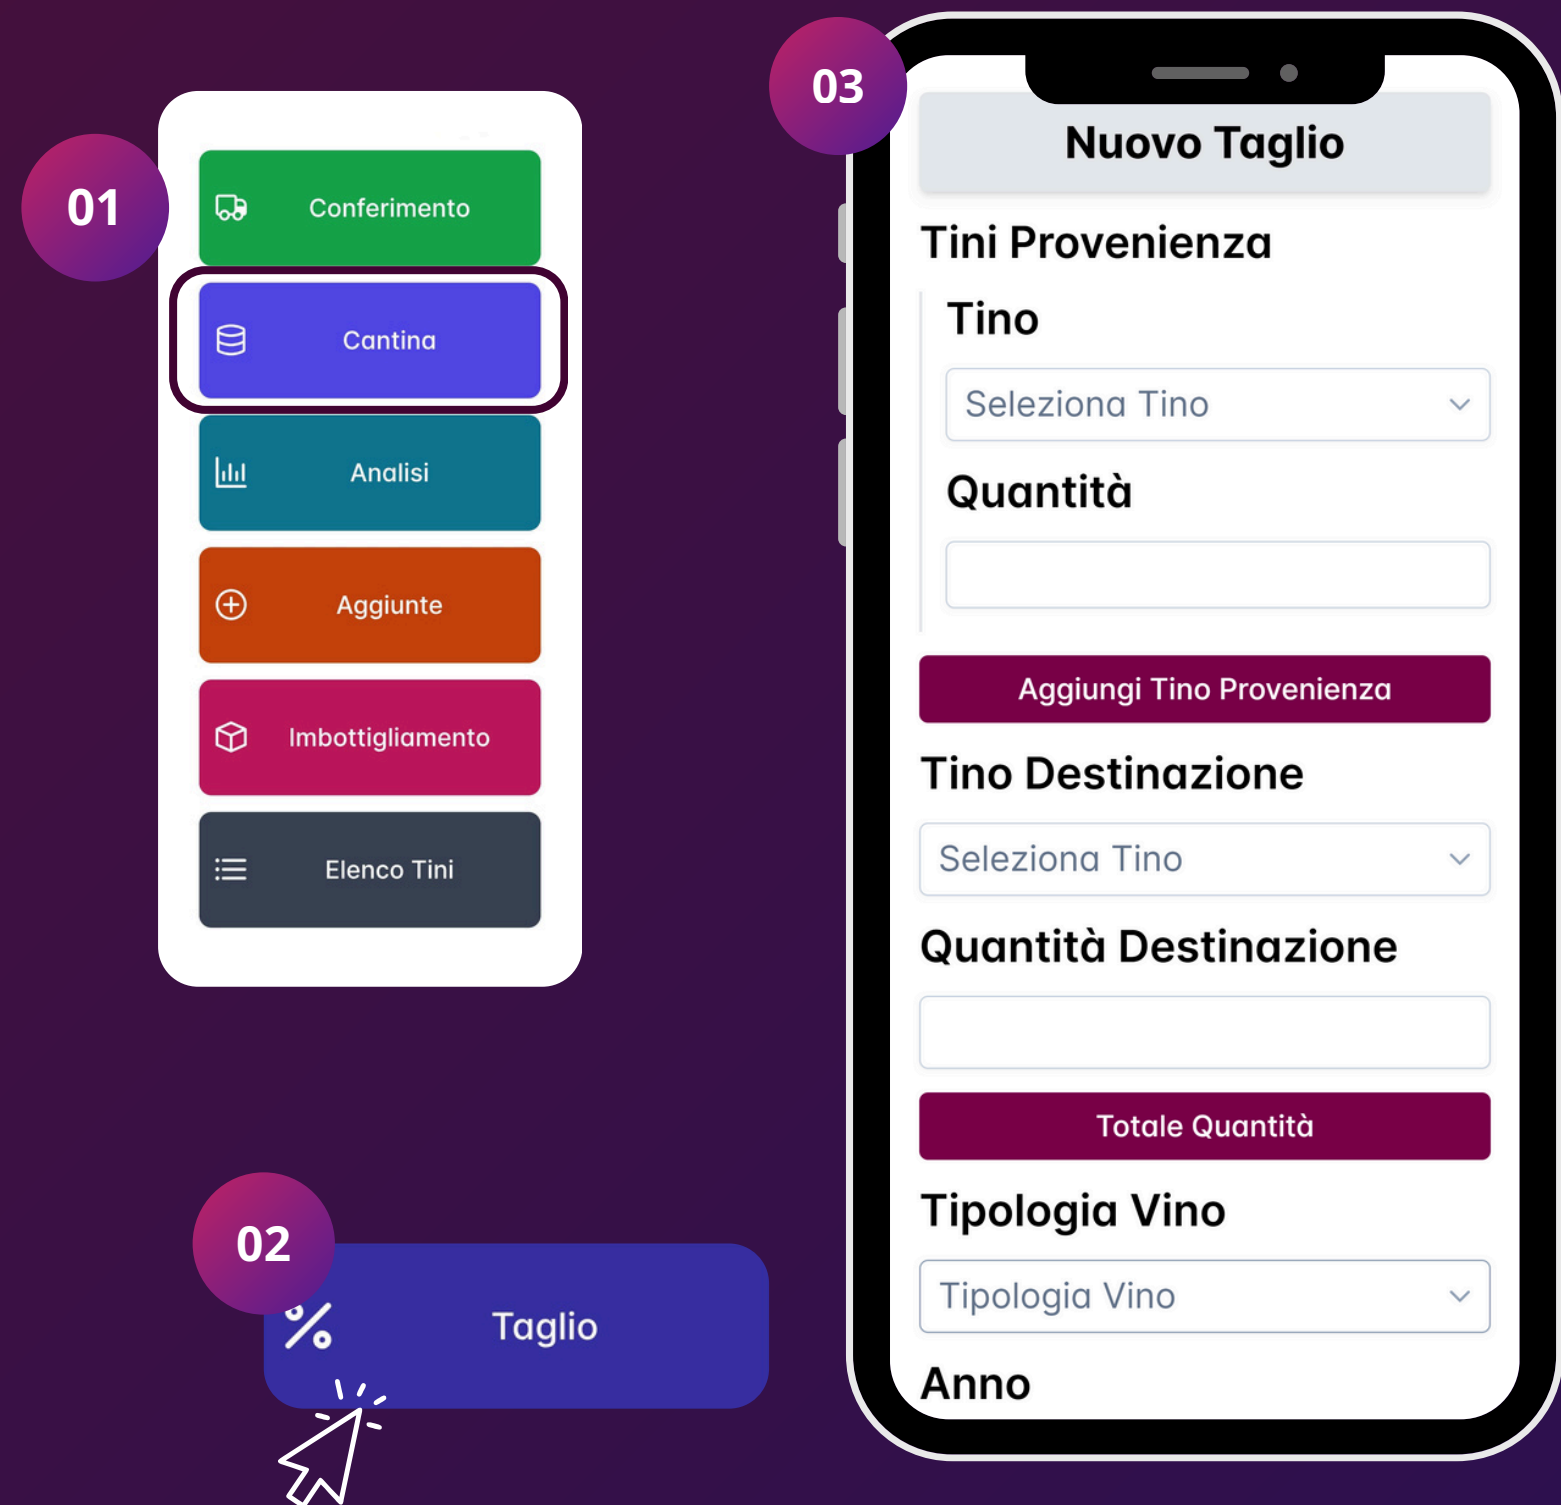 01
Conferimento
Cantina
Analisi
Aggiunte
Imbottigliamento
Elenco Tini
02
Taglio
03
Nuovo Taglio
Tini Provenienza
Tino
Seleziona Tino
Quantità
Aggiungi Tino Provenienza
Tino Destinazione
Seleziona Tino
Quantità Destinazione
Totale Quantità
Tipologia Vino
Tipologia Vino
Anno